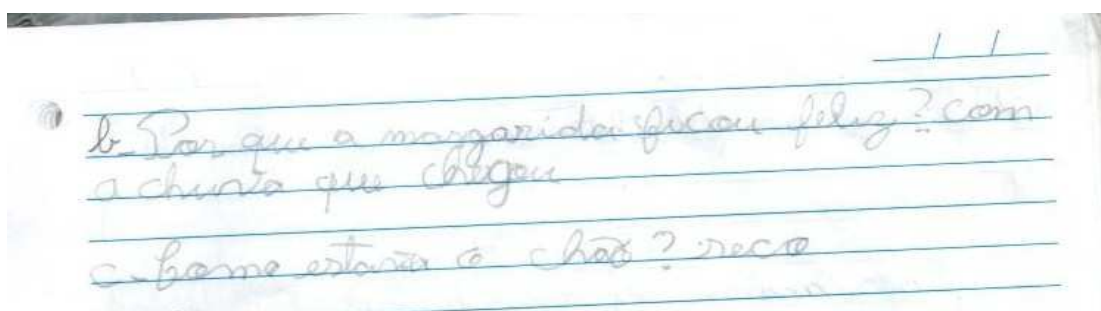 b-Por que a margarida ficou feliz? com
a chuva que chegou
c-Como estava o chão? seco